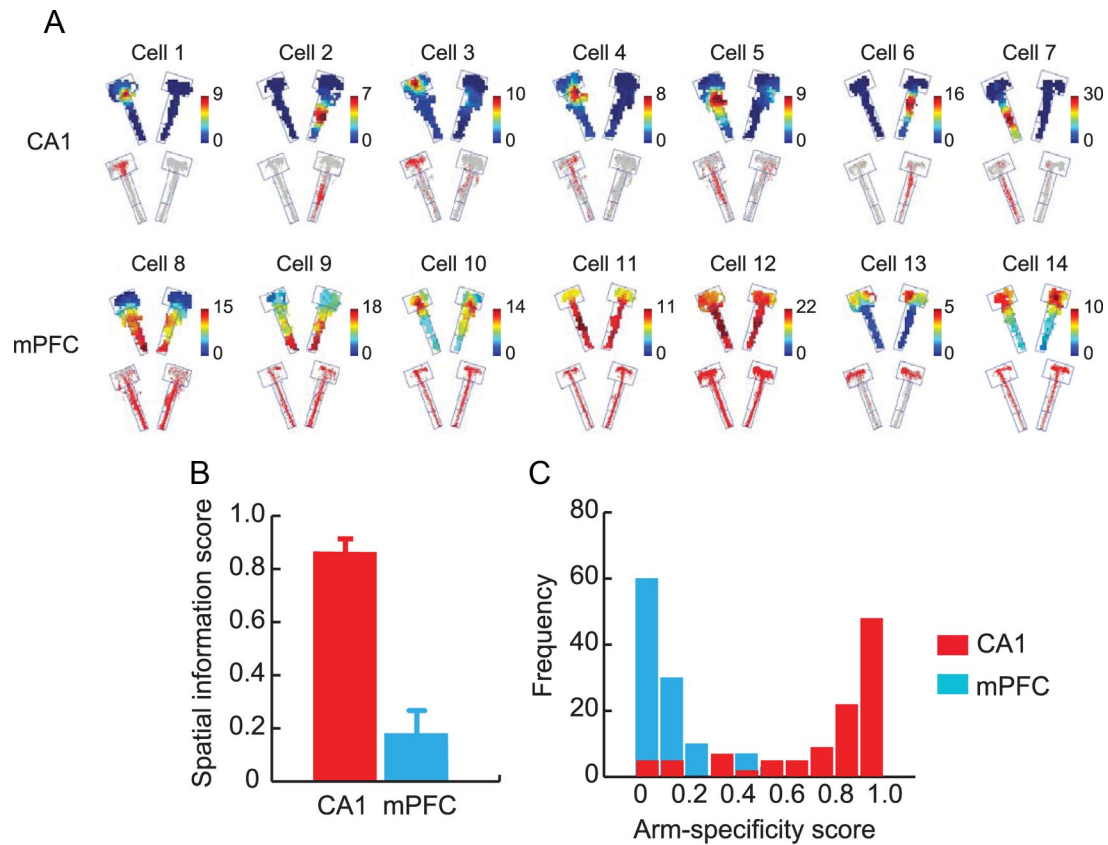 A
Cell 1 Cell 2 Cell 3 Cell 4 Cell 5 Cell 6 Cell 7
CA1
9 7 10 8 9 16 30
0 0 0 0 0 0 0
Cell 8 Cell 9 Cell 10 Cell 11 Cell 12 Cell 13 Cell 14
mPFC
15 18 14 11 22 5 10
0 0 0 0 0 0 0
B
Spatial information score
1.0
0.8
0.6
0.4
0.2
0
CA1 mPFC
C
Frequency
80
60
40
20
0
0 0.2 0.4 0.6 0.8 1.0
Arm-specificity score
CA1
mPFC